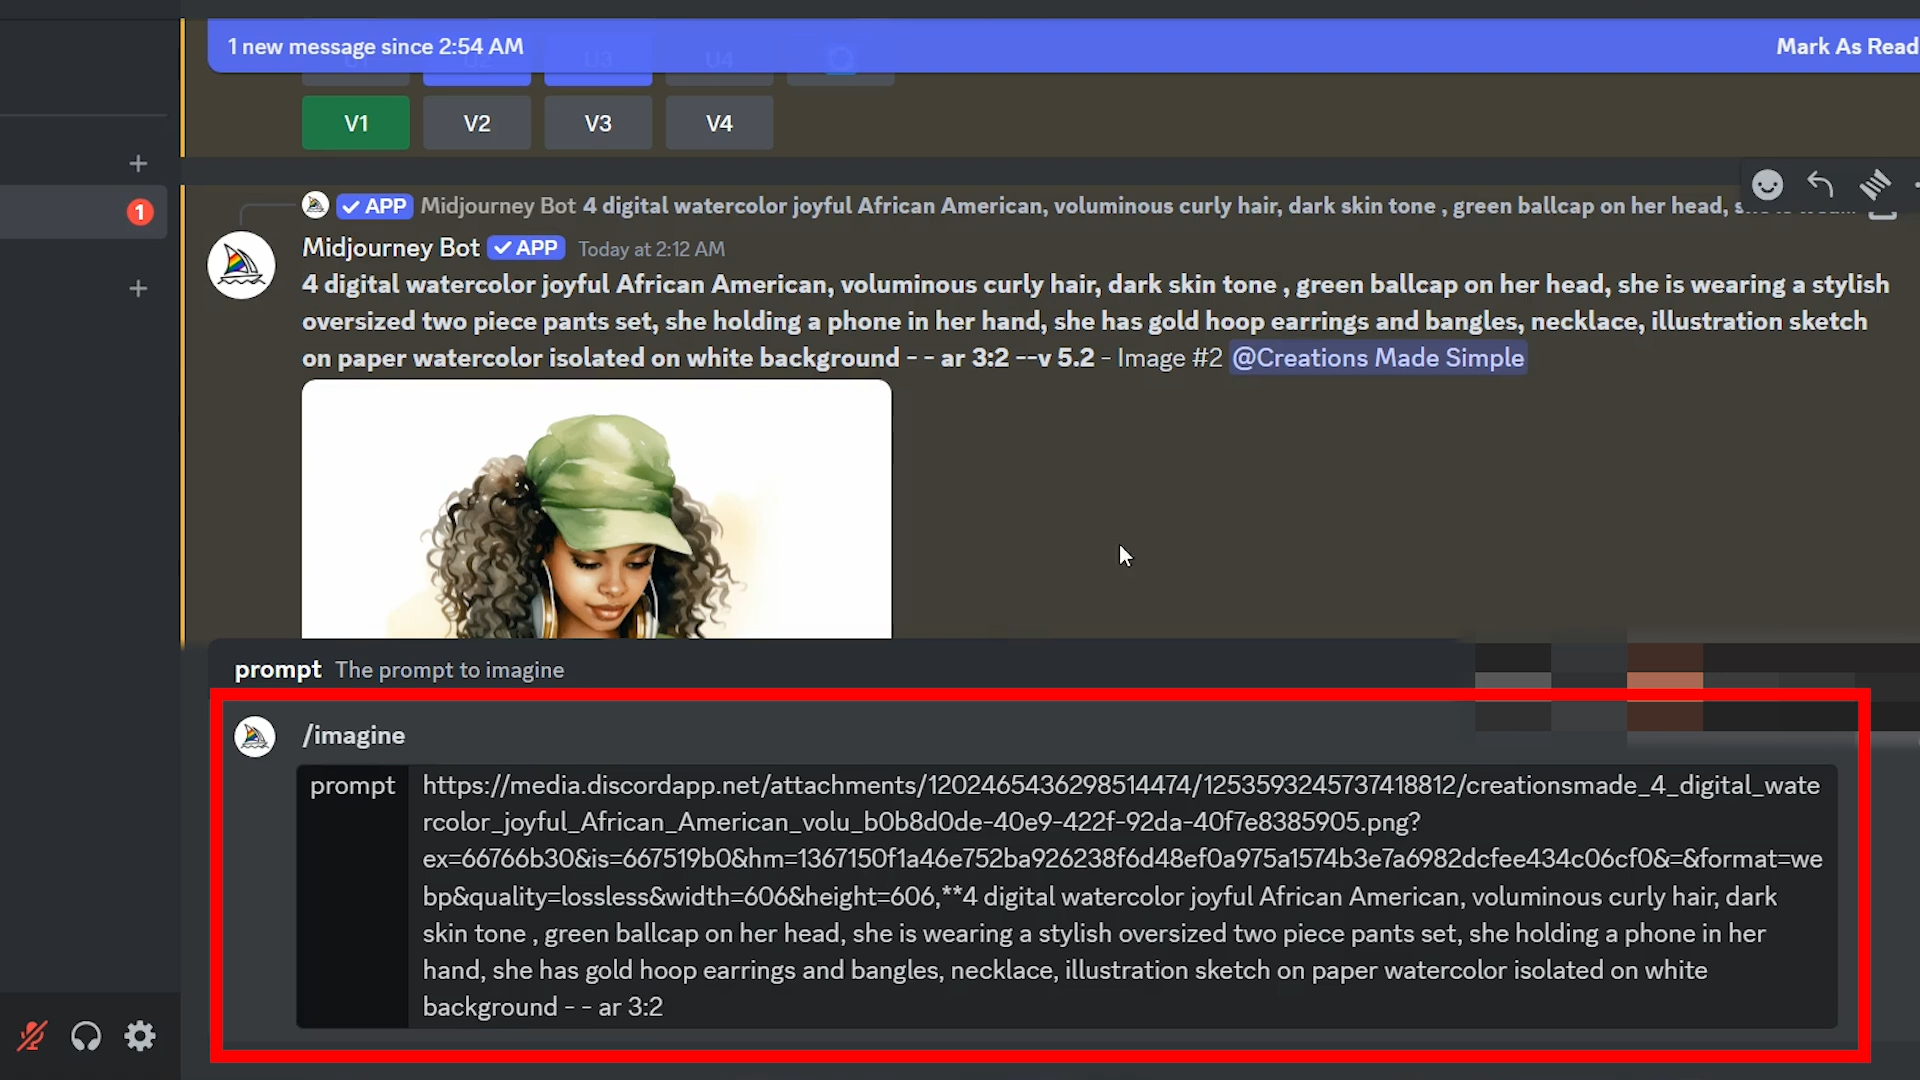 1 new message since 2:54 AM
Mark As Read
U2 U3 U4
V1 V2 V3 V4
1
APP Midjourney Bot 4 digital watercolor joyful African American, voluminous curly hair, dark skin tone , green ballcap on her head,
Midjourney Bot APP Today at 2:12 AM
4 digital watercolor joyful African American, voluminous curly hair, dark skin tone , green ballcap on her head, she is wearing a stylish
oversized two piece pants set, she holding a phone in her hand, she has gold hoop earrings and bangles, necklace, illustration sketch
on paper watercolor isolated on white background - - ar 3:2 --v 5.2 - Image #2 @Creations Made Simple
prompt The prompt to imagine
/imagine
prompt https://media.discordapp.net/attachments/1202465436298514474/1253593245737418812/creationsmade_4_digital_wate
rcolor_joyful_African_American_volu_b0b8d0de-40e9-422f-92da-40f7e8385905.png?
ex=66766b30&is=667519b0&hm=1367150f1a46e752ba926238f6d48ef0a975a1574b3e7a6982dcfee434c06cf0&=&format=we
bp&quality=lossless&width=606&height=606,**4 digital watercolor joyful African American, voluminous curly hair, dark
skin tone , green ballcap on her head, she is wearing a stylish oversized two piece pants set, she holding a phone in her
hand, she has gold hoop earrings and bangles, necklace, illustration sketch on paper watercolor isolated on white
background - - ar 3:2